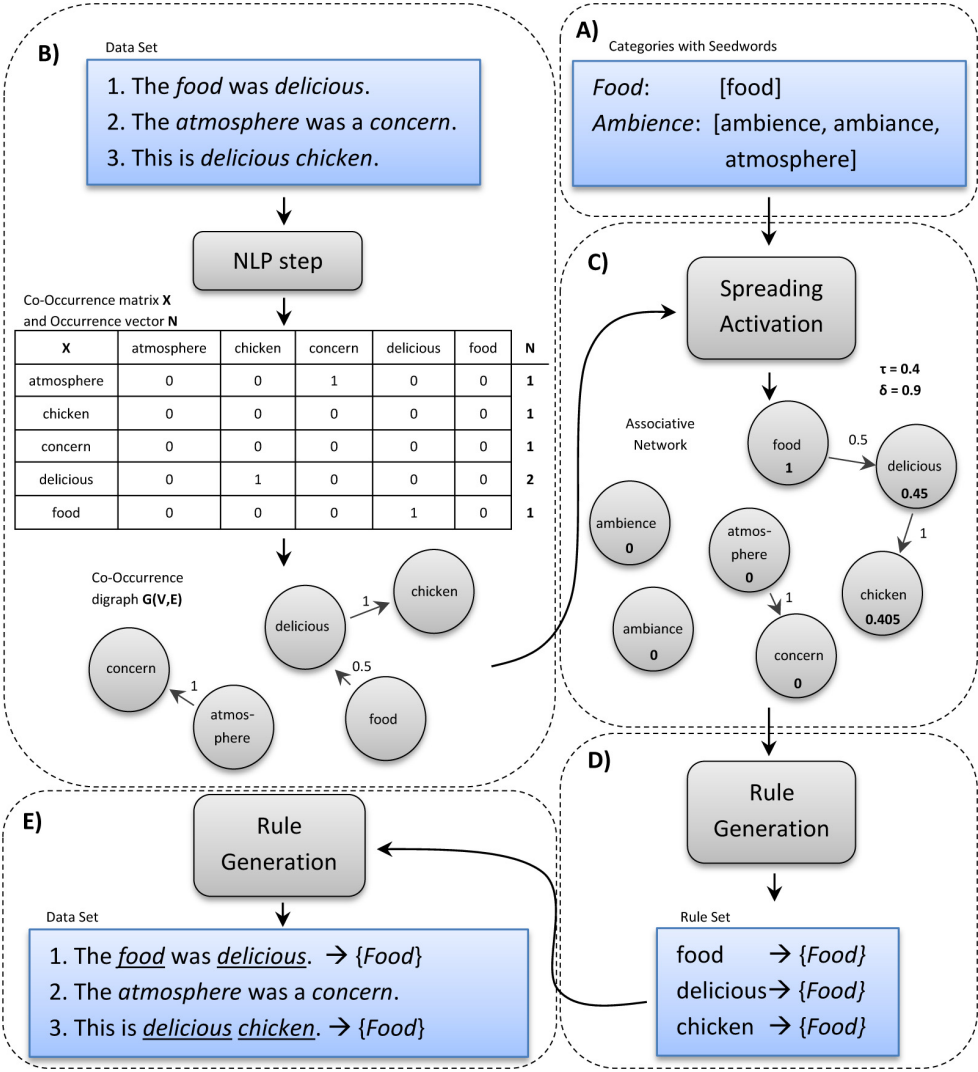 A)
Categories with Seedwords
Food: [food]
Ambience: [ambience, ambiance,
atmosphere]
B)
Data Set
1. The food was delicious.
2. The atmosphere was a concern.
3. This is delicious chicken.
NLP step
Co-Occurrence matrix X
and Occurrence vector N
X atmosphere chicken concern delicious food N
atmosphere 0 0 1 0 0 1
chicken 0 0 0 0 0 1
concern 0 0 0 0 0 1
delicious 0 1 0 0 0 2
food 0 0 0 1 0 1
Co-Occurrence
digraph G(V,E)
delicious
1
chicken
0.5
food
concern
1
atmos-
phere
C)
Spreading
Activation
τ = 0.4
δ = 0.9
Associative
Network
food
1
0.5
delicious
0.45
1
chicken
0.405
ambience
0
atmos-
phere
0
1
ambiance
0
concern
0
D)
Rule
Generation
Rule Set
food → {Food}
delicious→ {Food}
chicken → {Food}
E)
Rule
Generation
Data Set
1. The food was delicious. → {Food}
2. The atmosphere was a concern.
3. This is delicious chicken. → {Food}